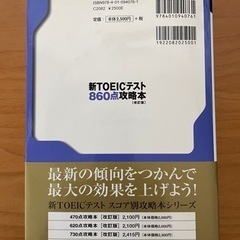 ISBN978-4-01-094076-1
C2082 ¥2500E
定価 本体2,500円 +税
9784010940761
1922082025001
新TOEICテスト
860点攻略本
[改訂版]
最新の傾向をつかんで
最大の効果を上げよう!
新TOEICテスト スコア別攻略本シリーズ
470点攻略本 [改訂版] 2,100円
620点攻略本 [改訂版] 2,100円
730点攻略本 [改訂版] 2,415円